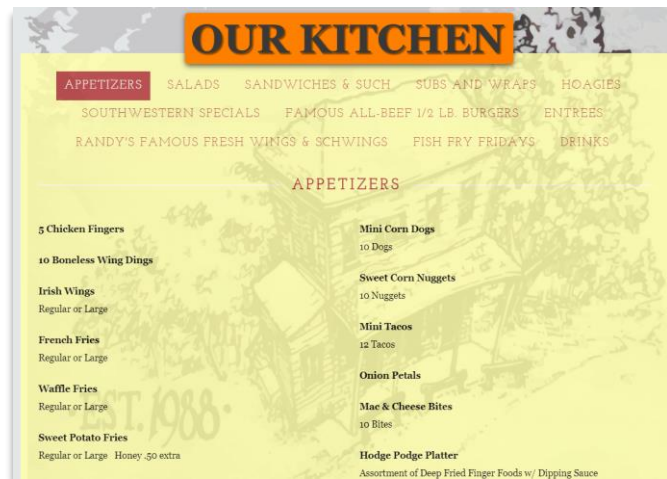 OUR KITCHEN
APPETIZERS SALADS SANDWICHES & SUCH SUBS AND WRAPS HOAGIES
SOUTHWESTERN SPECIALS FAMOUS ALL-BEEF 1/2 LB. BURGERS ENTREES
RANDY'S FAMOUS FRESH WINGS & SCHWINGS FISH FRY FRIDAYS DRINKS
APPETIZERS
5 Chicken Fingers
10 Boneless Wing Dings
Irish Wings
Regular or Large
French Fries
Regular or Large
Waffle Fries
Regular or Large
Sweet Potato Fries
Regular or Large Honey .50 extra
Mini Corn Dogs
10 Dogs
Sweet Corn Nuggets
10 Nuggets
Mini Tacos
12 Tacos
Onion Petals
Mac & Cheese Bites
10 Bites
Hodge Podge Platter
Assortment of Deep Fried Finger Foods w/ Dipping Sauce
EST. 1988